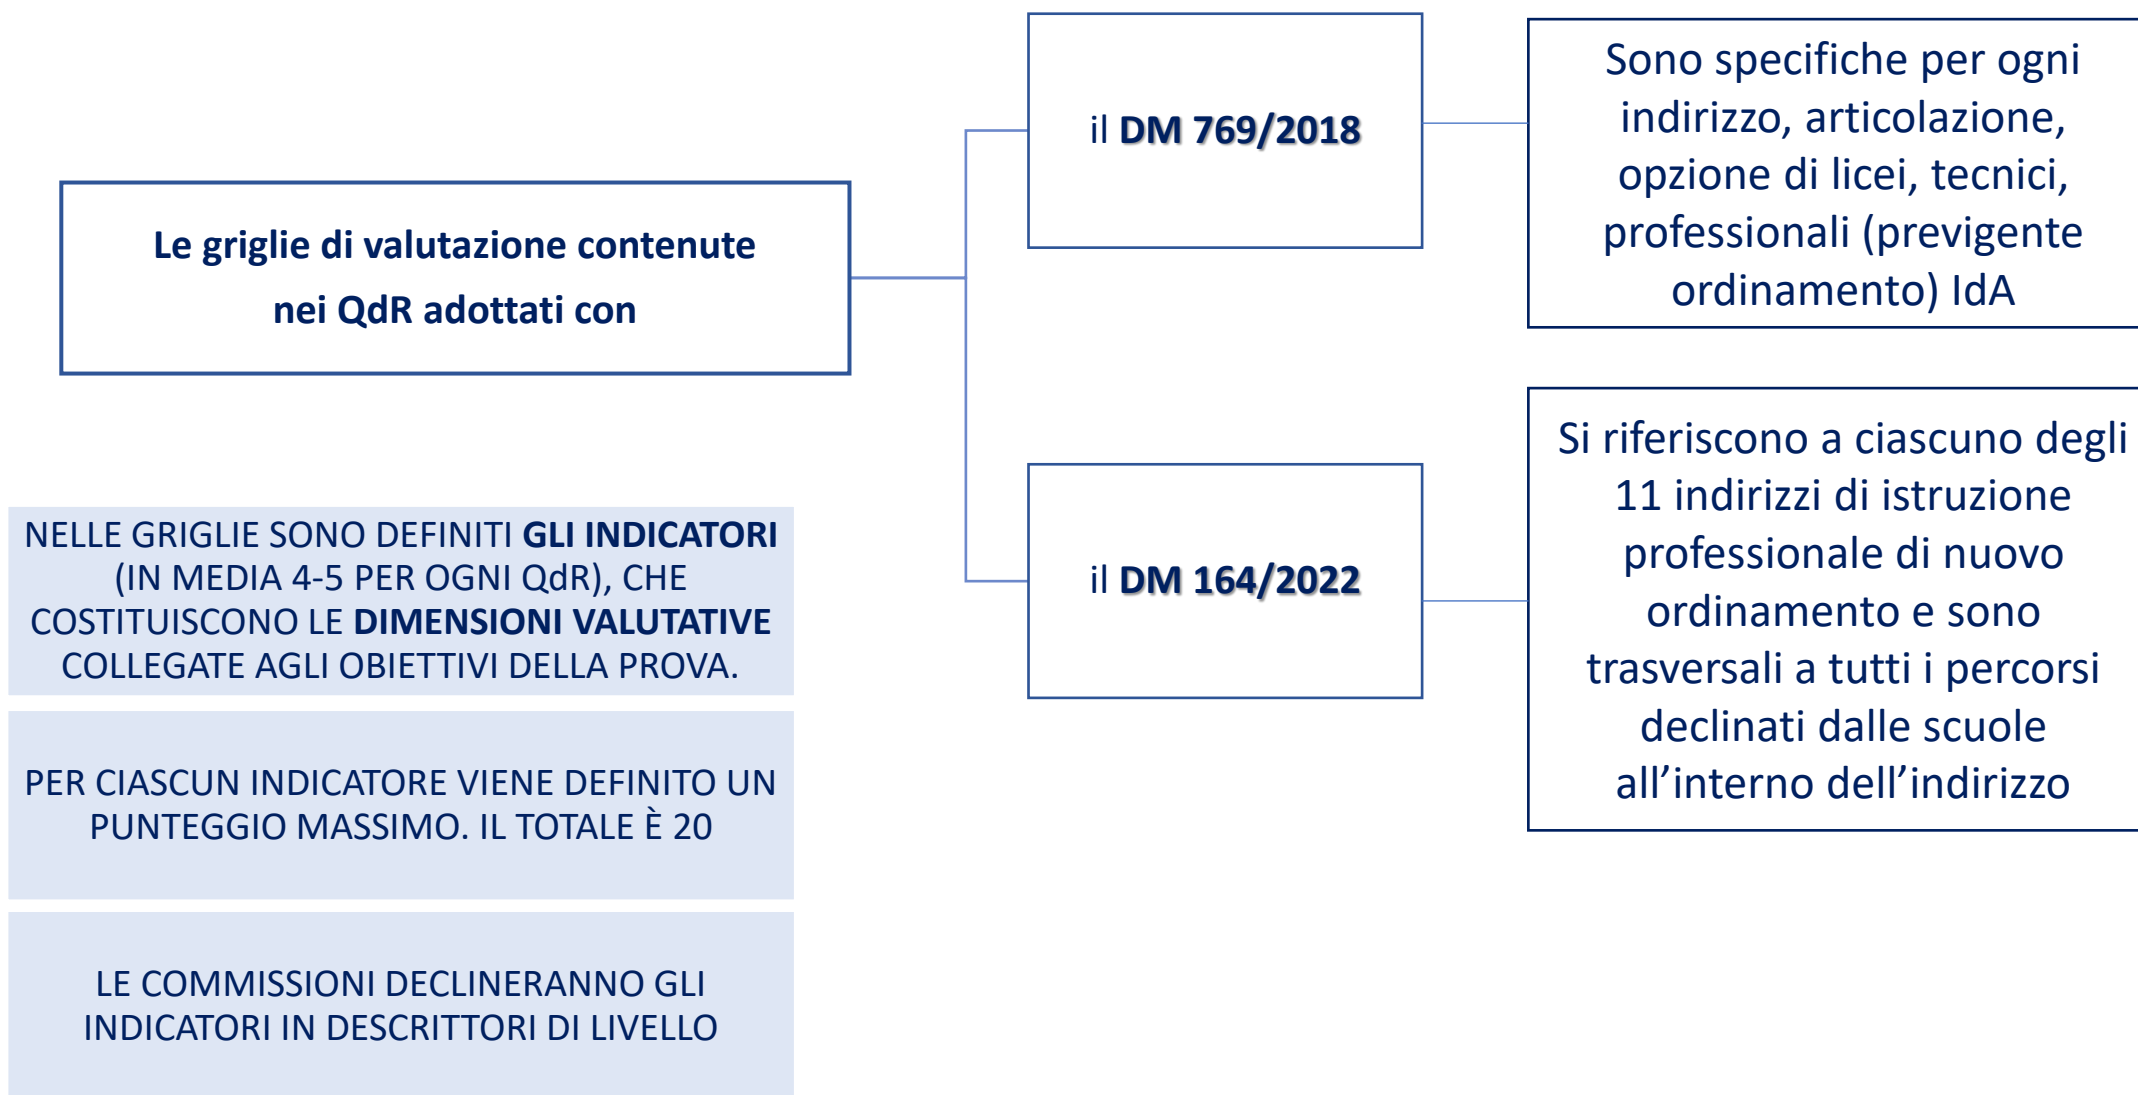 Le griglie di valutazione contenute
nei QdR adottati con
il DM 769/2018
Sono specifiche per ogni
indirizzo, articolazione,
opzione di licei, tecnici,
professionali (previgente
ordinamento) IdA
il DM 164/2022
Si riferiscono a ciascuno degli
11 indirizzi di istruzione
professionale di nuovo
ordinamento e sono
trasversali a tutti i percorsi
declinati dalle scuole
all’interno dell’indirizzo
NELLE GRIGLIE SONO DEFINITI GLI INDICATORI
(IN MEDIA 4-5 PER OGNI QdR), CHE
COSTITUISCONO LE DIMENSIONI VALUTATIVE
COLLEGATE AGLI OBIETTIVI DELLA PROVA.
PER CIASCUN INDICATORE VIENE DEFINITO UN
PUNTEGGIO MASSIMO. IL TOTALE È 20
LE COMMISSIONI DECLINERANNO GLI
INDICATORI IN DESCRITTORI DI LIVELLO